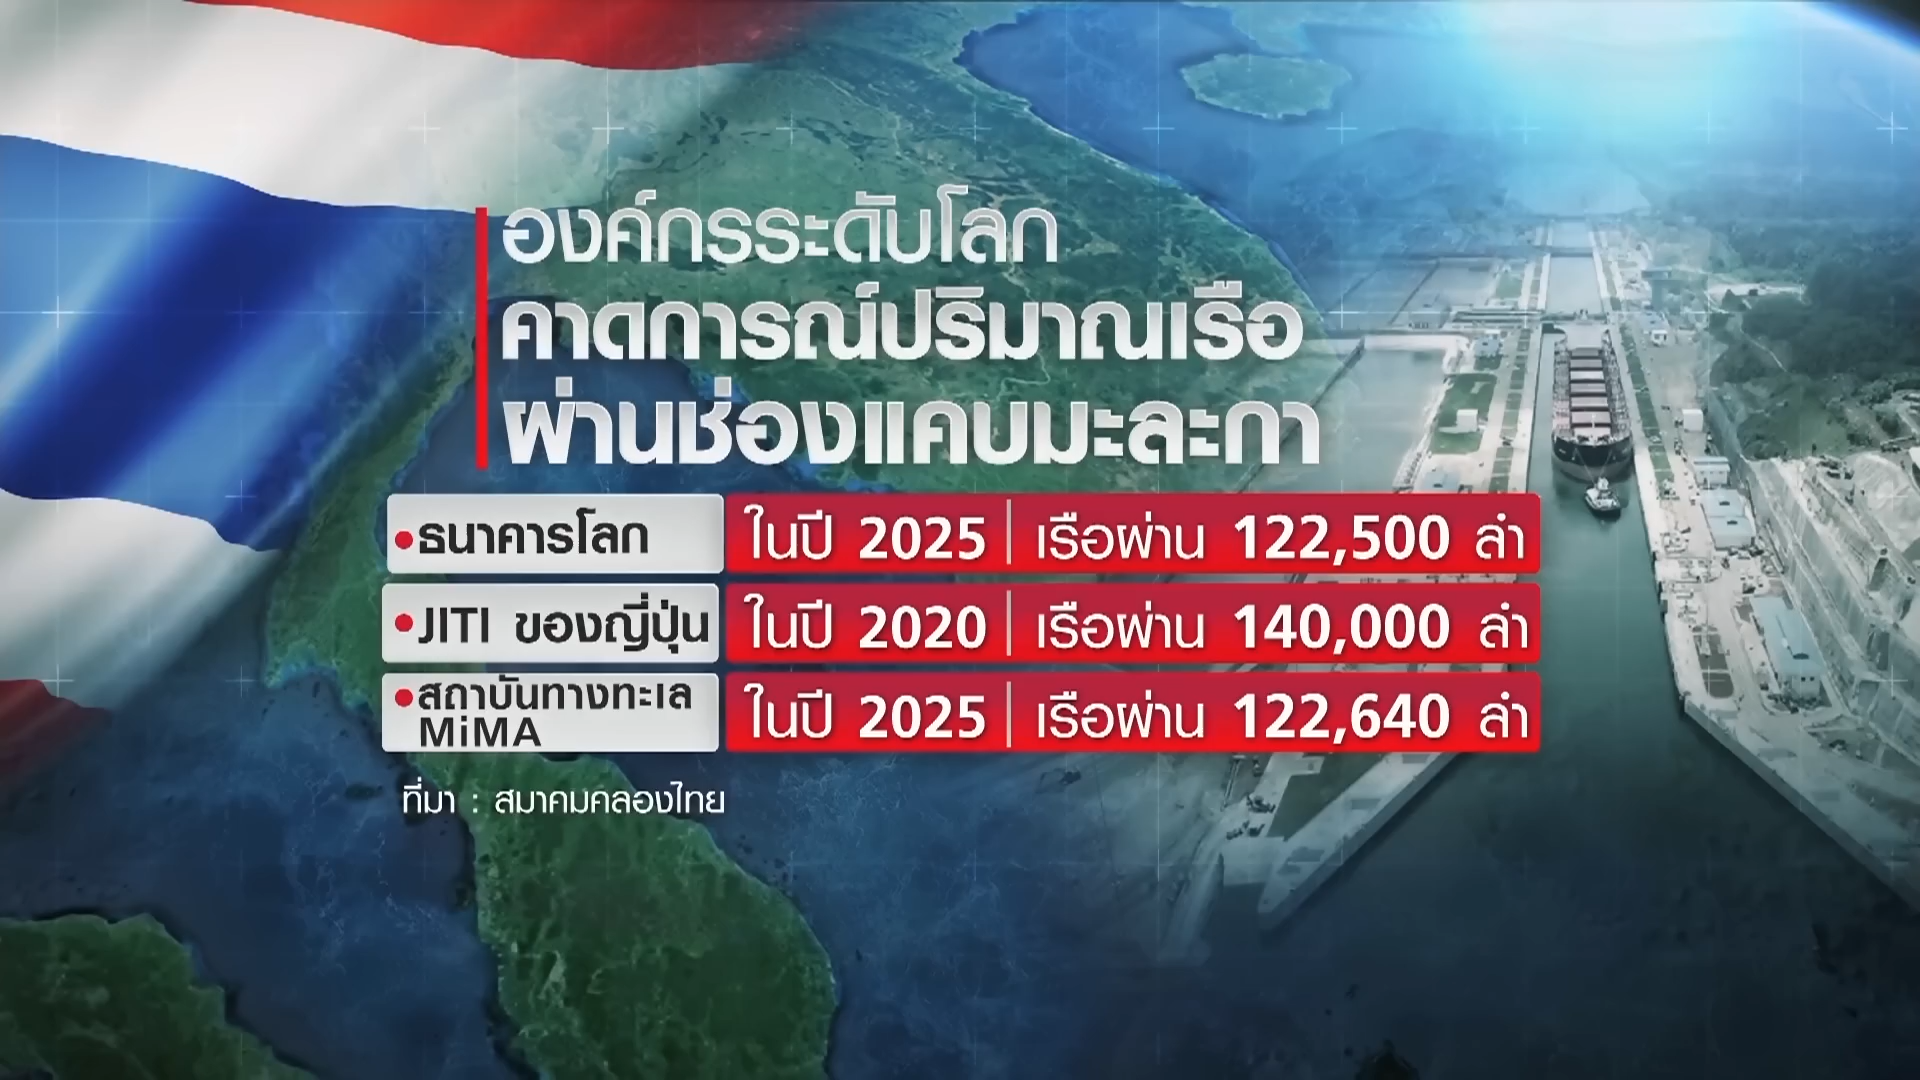 องค์กรระดับโลก
คาดการณ์ปริมาณเรือ
ผ่านช่องแคบมะละกา
•ธนาคารโลก ในปี 2025 | เรือผ่าน 122,500 ลำ
•JITI ของญี่ปุ่น ในปี 2020 | เรือผ่าน 140,000 ลำ
•สถาบันทางทะเล
MiMA ในปี 2025 | เรือผ่าน 122,640 ลำ
ที่มา : สมาคมคลองไทย